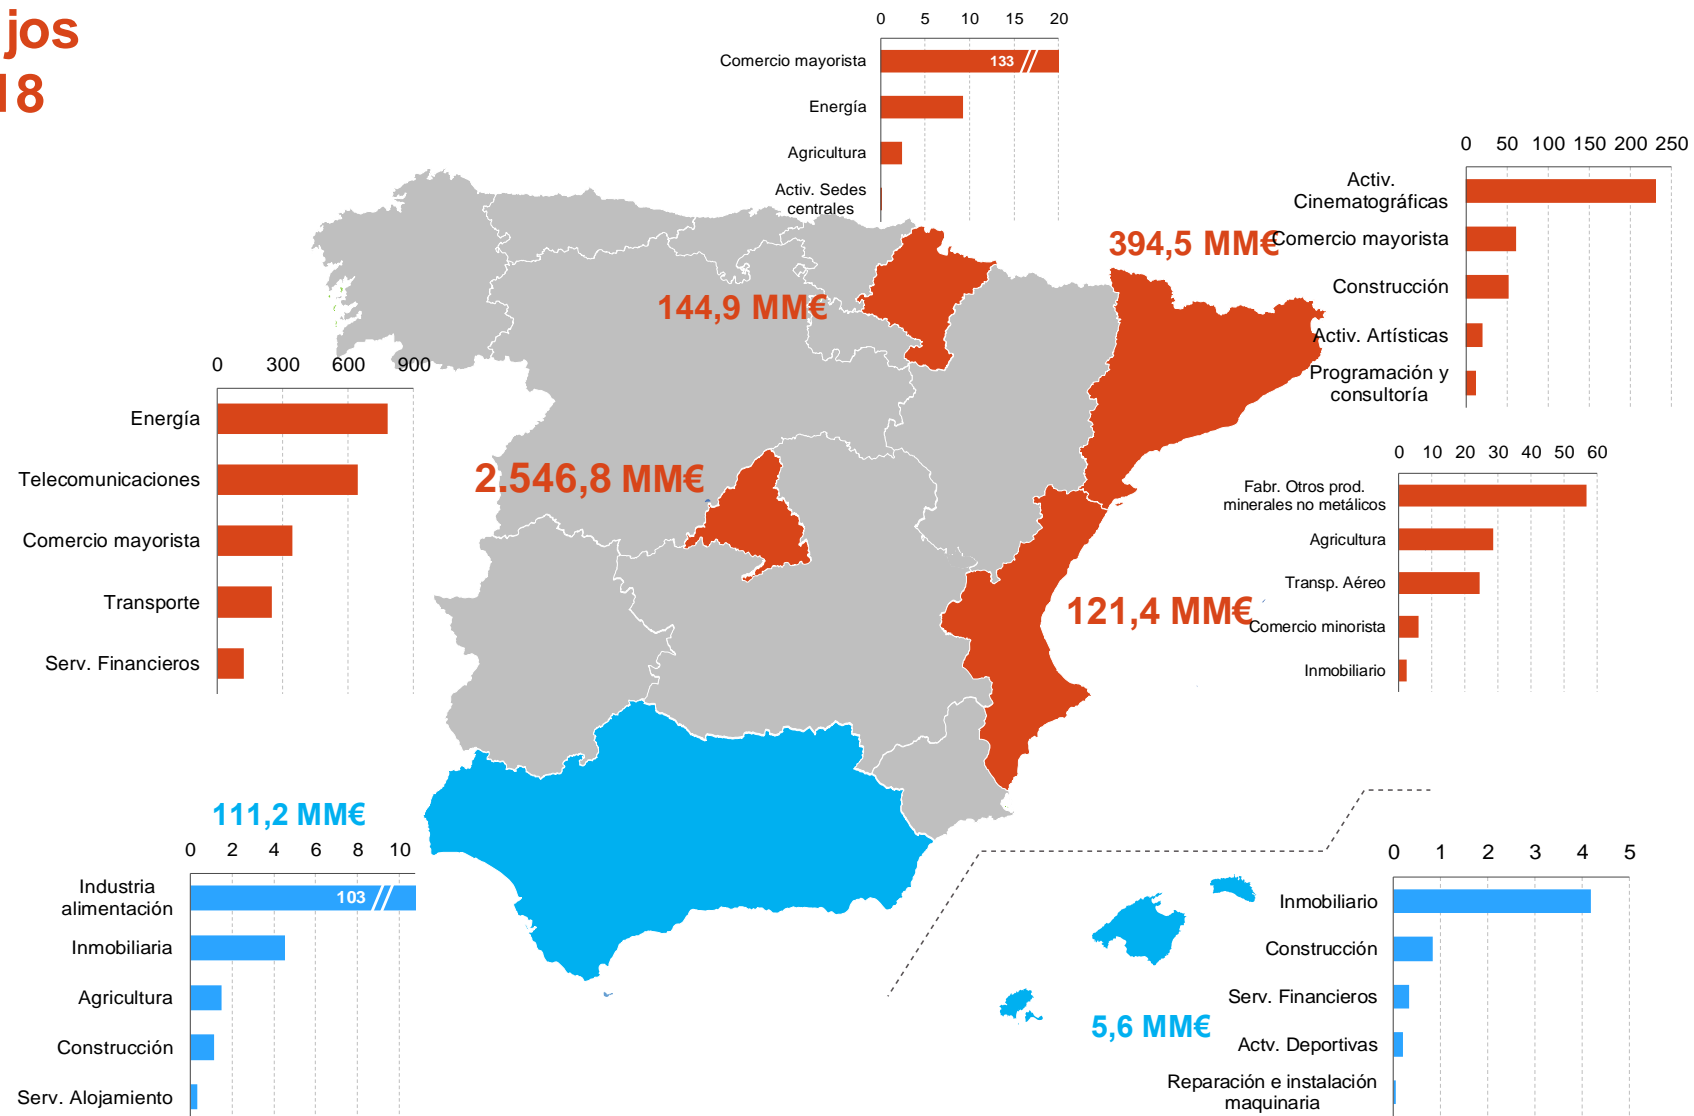 jos
18
0 5 10 15 20
Comercio mayorista
133
Energía
Agricultura
Activ. Sedes
centrales
144,9 MM€
394,5 MM€
0 50 100 150 200 250
Activ.
Cinematográficas
Comercio mayorista
Construcción
Activ. Artísticas
Programación y
consultoría
0 300 600 900
Energía
Telecomunicaciones
Comercio mayorista
Transporte
Serv. Financieros
2.546,8 MM€
0 10 20 30 40 50 60
Fabr. Otros prod.
minerales no metálicos
Agricultura
Transp. Aéreo
Comercio minorista
Inmobiliario
121,4 MM€
111,2 MM€
0 2 4 6 8 10
Industria
alimentación
103
Inmobiliaria
Agricultura
Construcción
Serv. Alojamiento
5,6 MM€
0 1 2 3 4 5
Inmobiliario
Construcción
Serv. Financieros
Actv. Deportivas
Reparación e instalación
maquinaria